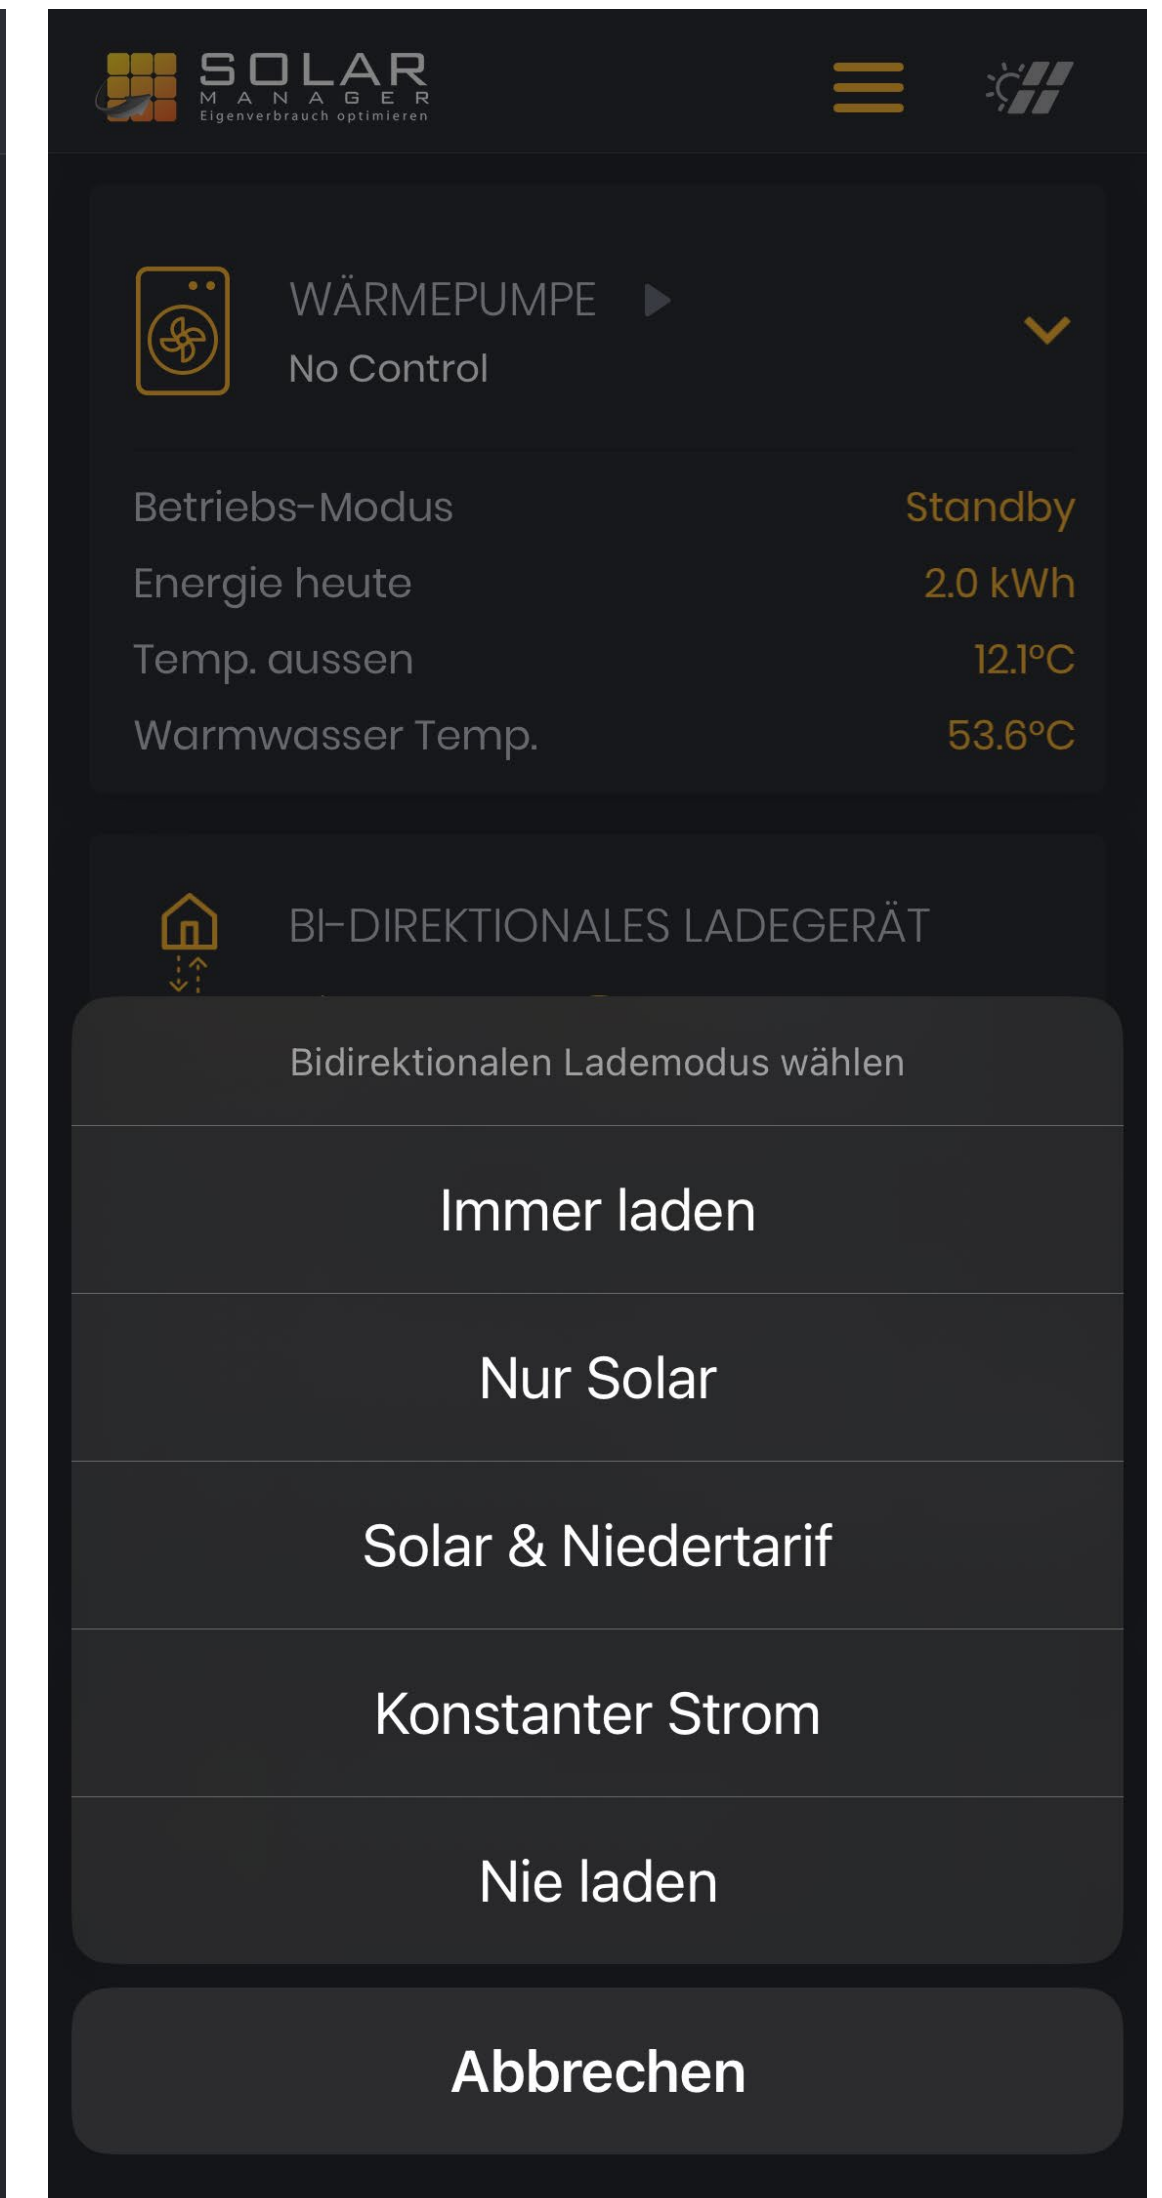 SOLAR
MANAGER
Eigenverbrauch optimieren
WÄRMEPUMPE
No Control
Betriebs-Modus Standby
Energie heute 2.0 kWh
Temp. aussen 12.1°C
Warmwasser Temp. 53.6°C
BI-DIREKTIONALES LADEGERÄT
Bidirektionalen Lademodus wählen
Immer laden
Nur Solar
Solar & Niedertarif
Konstanter Strom
Nie laden
Abbrechen